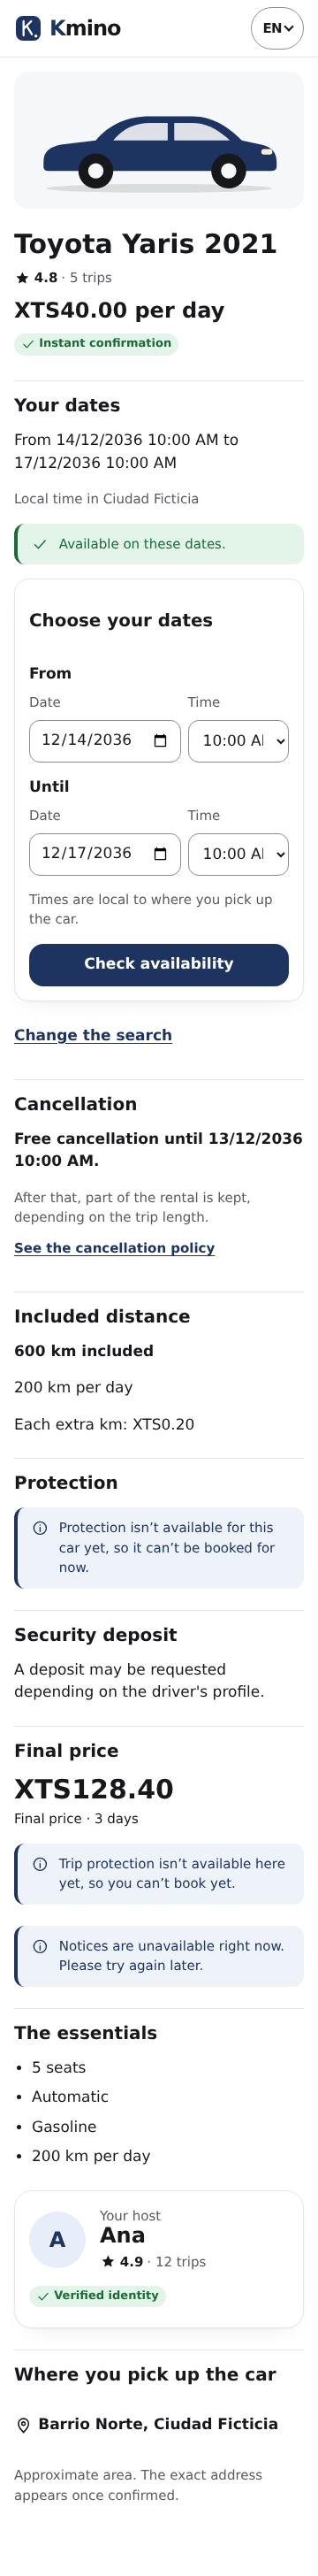 K Kmino
EN
Toyota Yaris 2021
★ 4.8 · 5 trips
XTS40.00 per day
Instant confirmation
Your dates
From 14/12/2036 10:00 AM to
17/12/2036 10:00 AM
Local time in Ciudad Ficticia
Available on these dates.
Choose your dates
From
Date Time
12/14/2036 10:00 AM
Until
Date Time
12/17/2036 10:00 AM
Times are local to where you pick up
the car.
Check availability
Change the search
Cancellation
Free cancellation until 13/12/2036
10:00 AM.
After that, part of the rental is kept,
depending on the trip length.
See the cancellation policy
Included distance
600 km included
200 km per day
Each extra km: XTS0.20
Protection
Protection isn’t available for this
car yet, so it can’t be booked for
now.
Security deposit
A deposit may be requested
depending on the driver's profile.
Final price
XTS128.40
Final price · 3 days
Trip protection isn’t available here
yet, so you can’t book yet.
Notices are unavailable right now.
Please try again later.
The essentials
• 5 seats
• Automatic
• Gasoline
• 200 km per day
A
Your host
Ana
★ 4.9 · 12 trips
Verified identity
Where you pick up the car
Barrio Norte, Ciudad Ficticia
Approximate area. The exact address
appears once confirmed.